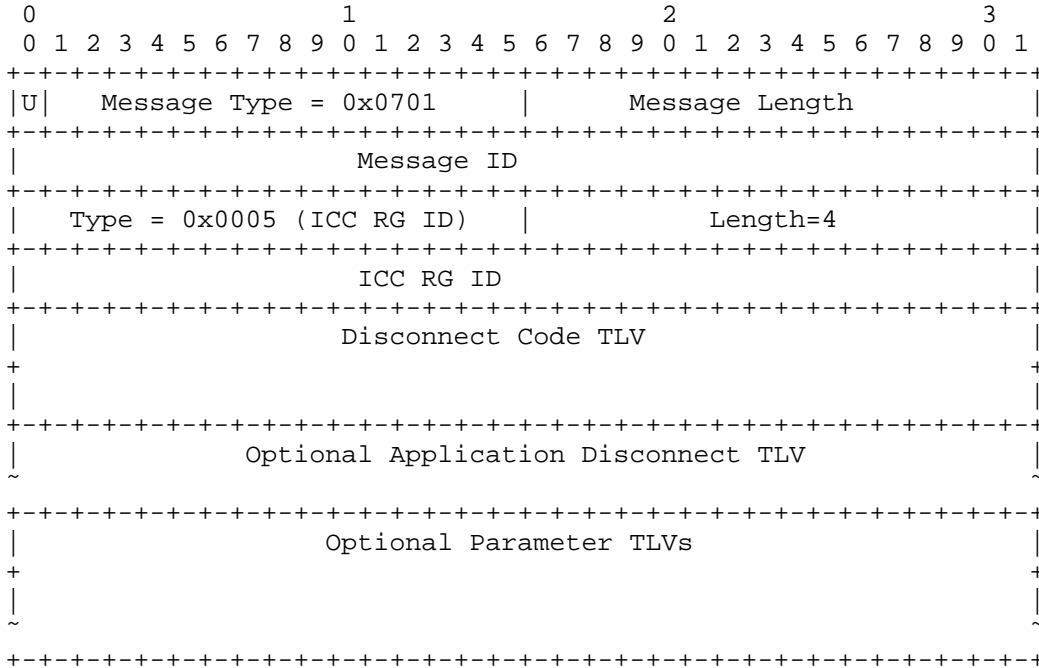 0                   1                   2                   3
 0 1 2 3 4 5 6 7 8 9 0 1 2 3 4 5 6 7 8 9 0 1 2 3 4 5 6 7 8 9 0 1
+-+-+-+-+-+-+-+-+-+-+-+-+-+-+-+-+-+-+-+-+-+-+-+-+-+-+-+-+-+-+-+-+
|U|   Message Type = 0x0701     |      Message Length           |
+-+-+-+-+-+-+-+-+-+-+-+-+-+-+-+-+-+-+-+-+-+-+-+-+-+-+-+-+-+-+-+-+
|                     Message ID                                |
+-+-+-+-+-+-+-+-+-+-+-+-+-+-+-+-+-+-+-+-+-+-+-+-+-+-+-+-+-+-+-+-+
|   Type = 0x0005 (ICC RG ID)   |           Length=4            |
+-+-+-+-+-+-+-+-+-+-+-+-+-+-+-+-+-+-+-+-+-+-+-+-+-+-+-+-+-+-+-+-+
|                     ICC RG ID                                 |
+-+-+-+-+-+-+-+-+-+-+-+-+-+-+-+-+-+-+-+-+-+-+-+-+-+-+-+-+-+-+-+-+
|                    Disconnect Code TLV                        |
+                                                               +
|                                                               |
+-+-+-+-+-+-+-+-+-+-+-+-+-+-+-+-+-+-+-+-+-+-+-+-+-+-+-+-+-+-+-+-+
|              Optional Application Disconnect TLV              |
~                                                               ~
+-+-+-+-+-+-+-+-+-+-+-+-+-+-+-+-+-+-+-+-+-+-+-+-+-+-+-+-+-+-+-+-+
|                   Optional Parameter TLVs                     |
+                                                               +
|                                                               |
~                                                               ~
+-+-+-+-+-+-+-+-+-+-+-+-+-+-+-+-+-+-+-+-+-+-+-+-+-+-+-+-+-+-+-+-+